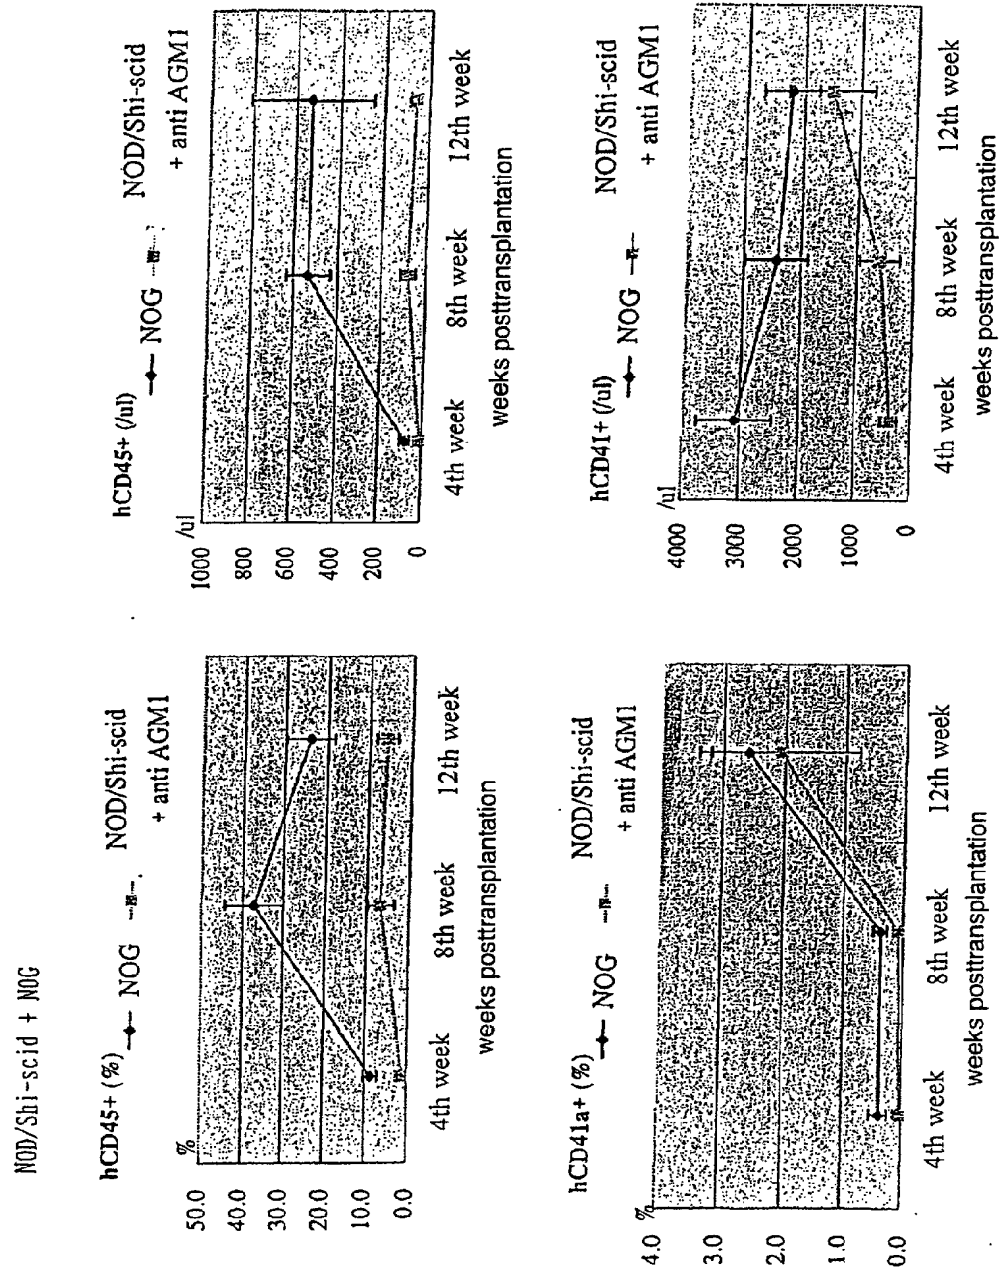 NOD/Shi-scid + NOG
hCD45+ (%)
NOG
NOD/Shi-scid
+ anti AGM1
%
50.0
40.0
30.0
20.0
10.0
0.0
4th week
8th week
12th week
weeks posttransplantation
hCD45+ (/ul)
NOG
NOD/Shi-scid
+ anti AGM1
/ul
1000
800
600
400
200
0
4th week
8th week
12th week
weeks posttransplantation
hCD41a+ (%)
NOG
NOD/Shi-scid
+ anti AGM1
%
4.0
3.0
2.0
1.0
0.0
4th week
8th week
12th week
weeks posttransplantation
hCD41+ (/ul)
NOG
NOD/Shi-scid
+ anti AGM1
/ul
4000
3000
2000
1000
0
4th week
8th week
12th week
weeks posttransplantation